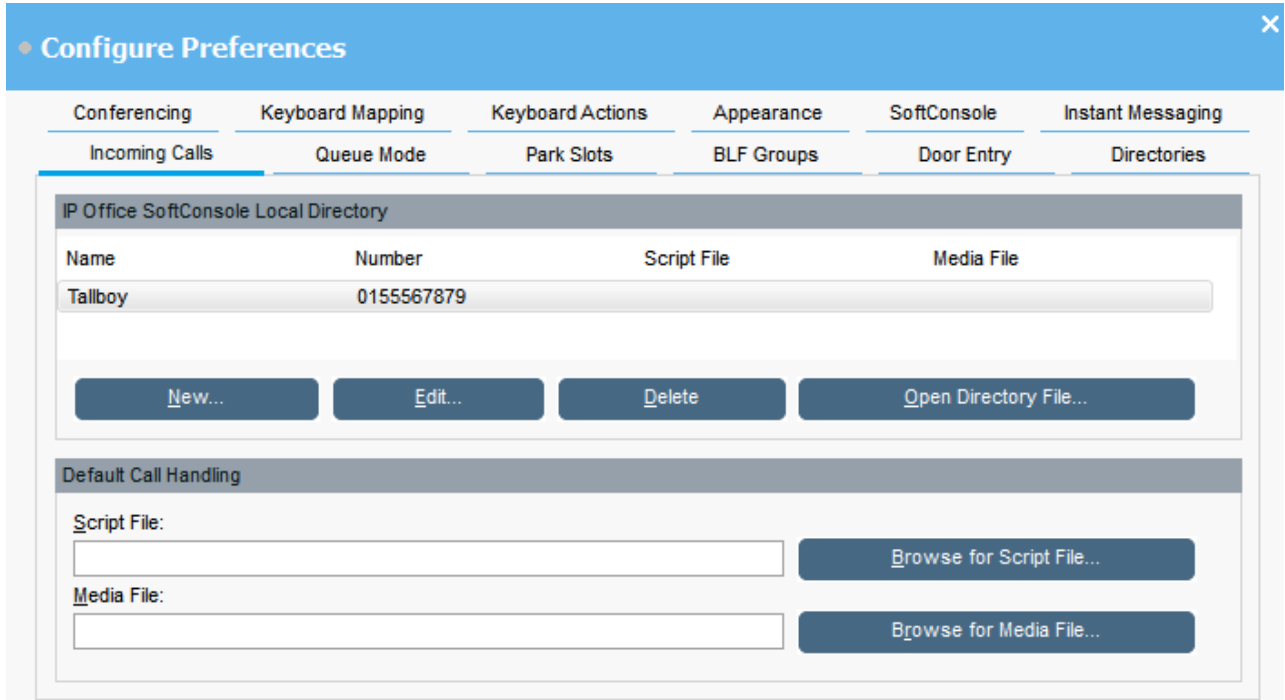 Configure Preferences
Conferencing Keyboard Mapping Keyboard Actions Appearance SoftConsole Instant Messaging
Incoming Calls Queue Mode Park Slots BLF Groups Door Entry Directories
IP Office SoftConsole Local Directory
Name Number Script File Media File
Tallboy 0155567879
New... Edit... Delete Open Directory File...
Default Call Handling
Script File:
Browse for Script File...
Media File:
Browse for Media File...